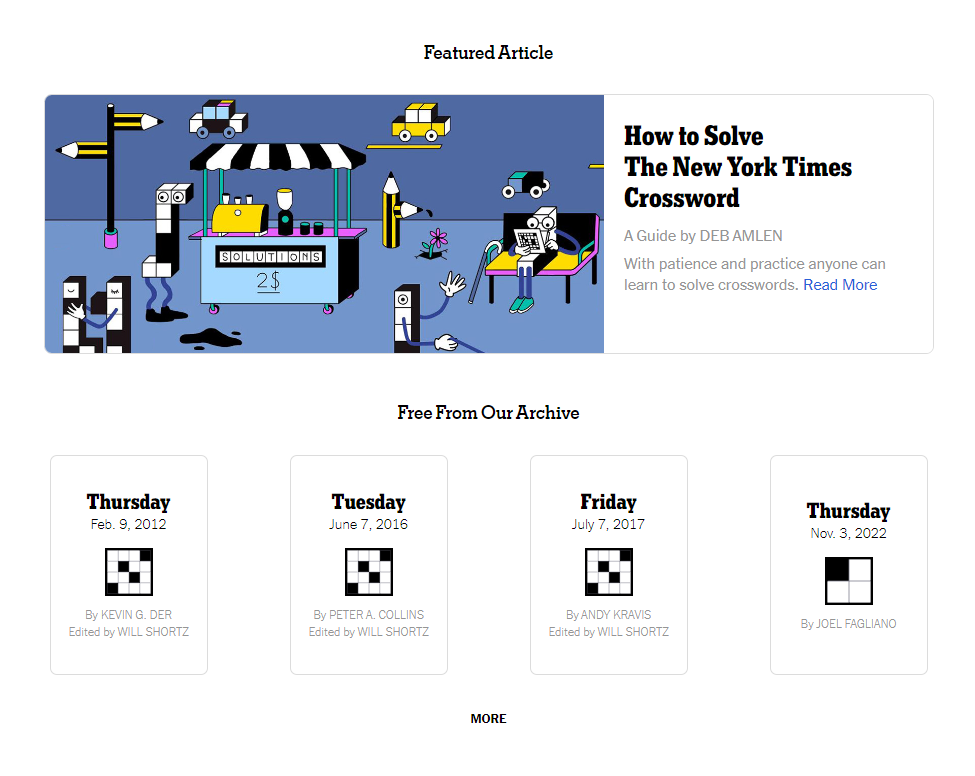 Featured Article
SOLUTIONS
2$
How to Solve
The New York Times
Crossword
A Guide by DEB AMLEN
With patience and practice anyone can
learn to solve crosswords. Read More
Free From Our Archive
Thursday
Feb. 9, 2012
By KEVIN G. DER
Edited by WILL SHORTZ
Tuesday
June 7, 2016
By PETER A. COLLINS
Edited by WILL SHORTZ
Friday
July 7, 2017
By ANDY KRAVIS
Edited by WILL SHORTZ
Thursday
Nov. 3, 2022
By JOEL FAGLIANO
MORE